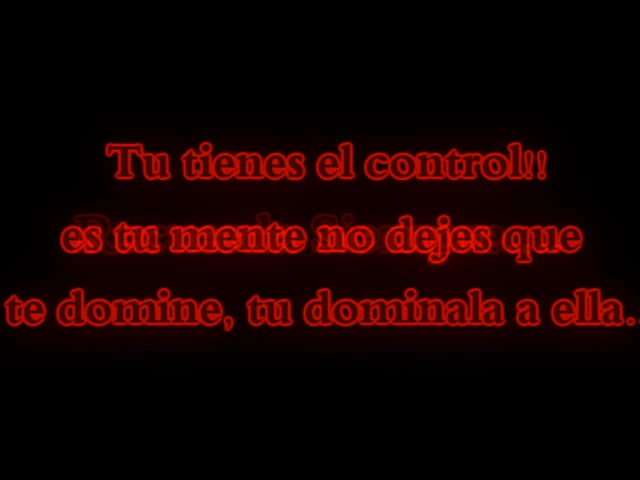 Tu tienes el control!!
es tu mente no dejes que
te domine, tu dominala a ella.